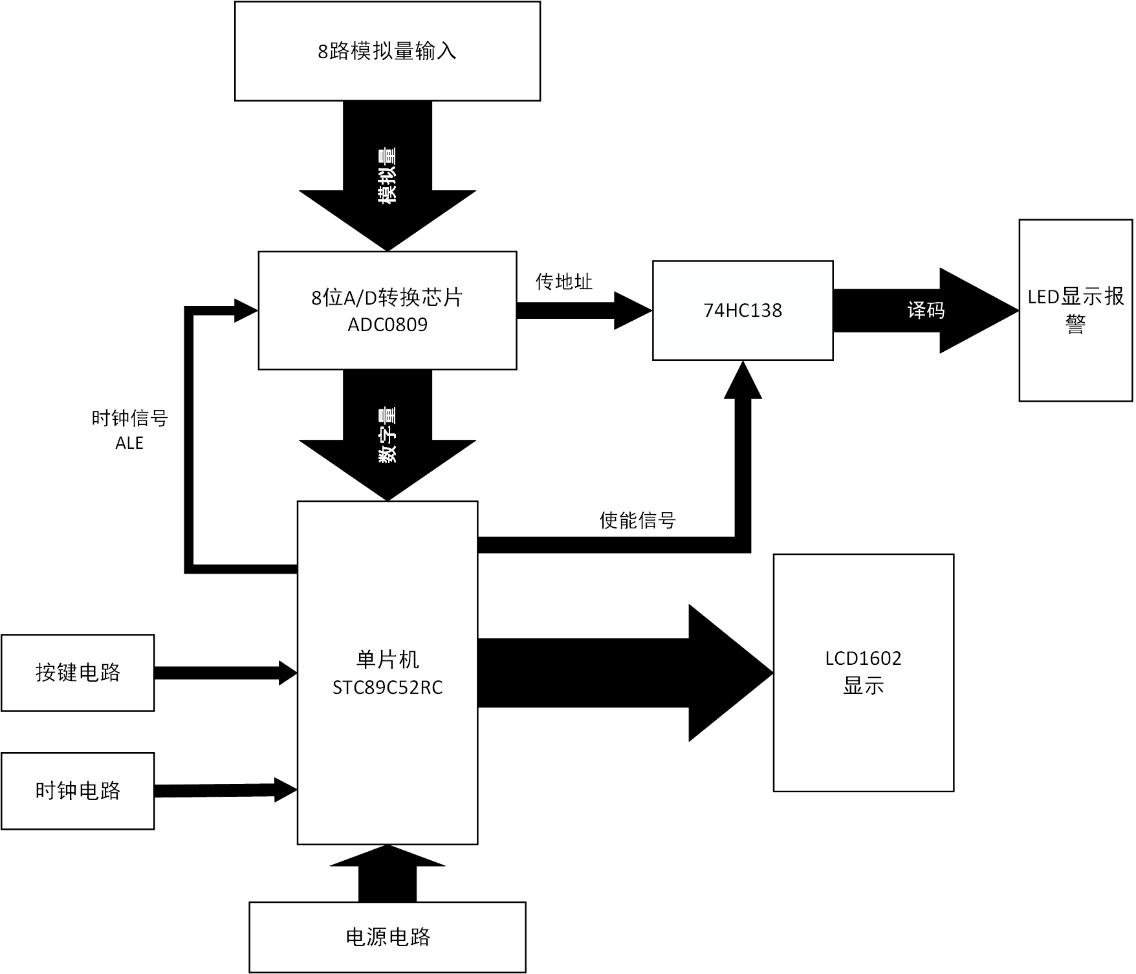 8路模拟量输入
模拟量
8位A/D转换芯片
ADC0809
传地址
74HC138
译码
LED显示报
警
时钟信号
ALE
数字量
使能信号
单片机
STC89C52RC
LCD1602
显示
按键电路
时钟电路
电源电路